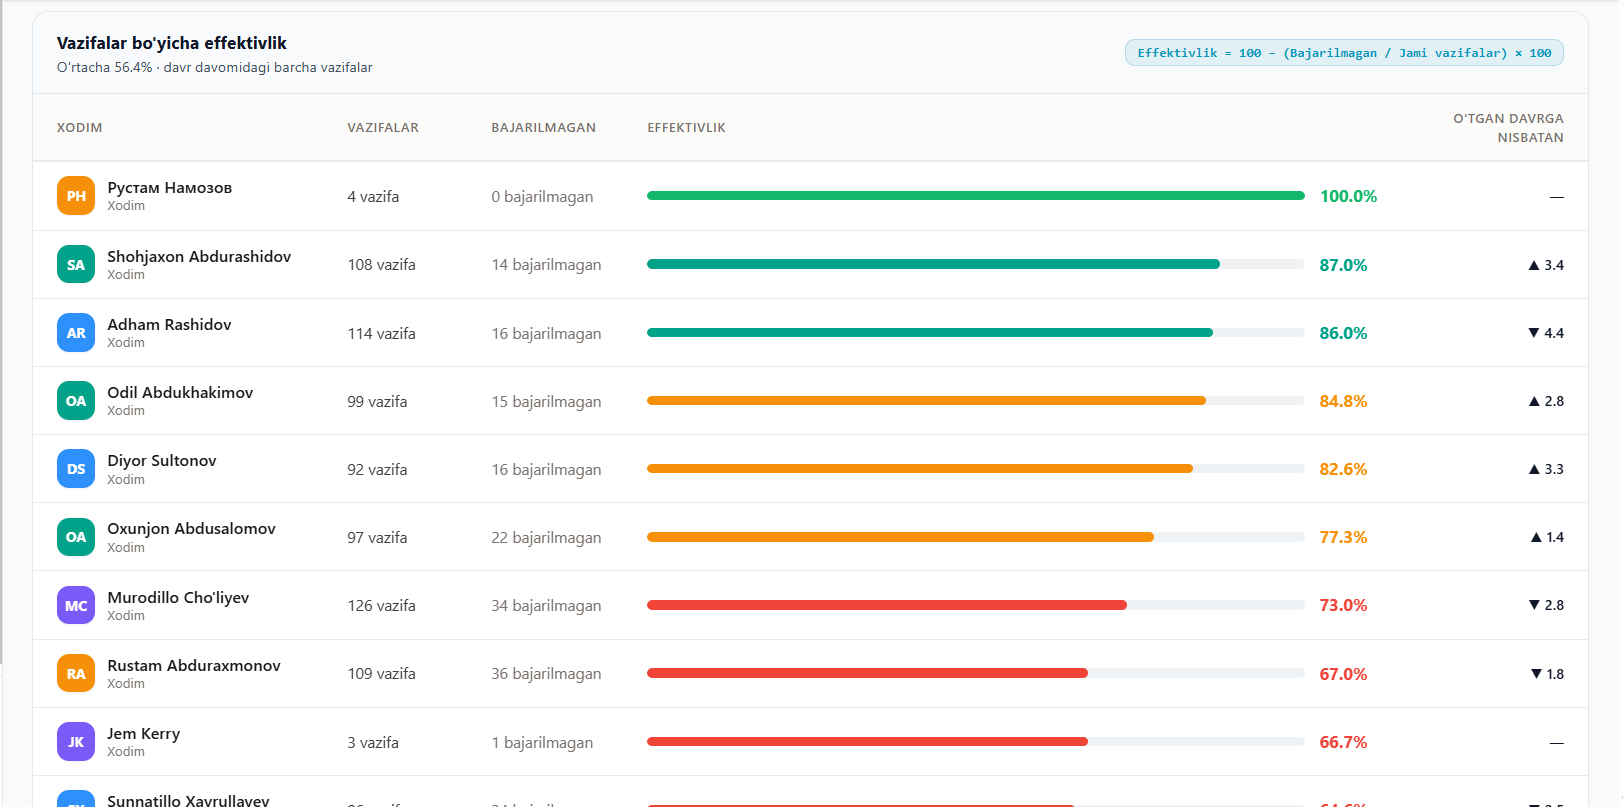 Vazifalar bo'yicha effektivlik
O'rtacha 56.4% · davr davomidagi barcha vazifalar
Effektivlik = 100 − (Bajarilmagan / Jami vazifalar) × 100
XODIM VAZIFALAR BAJARILMAGAN EFFEKTIVLIK O'TGAN DAVRGA NISBATAN
РН Рустам Намозов 4 vazifa 0 bajarilmagan 100.0% —
Xodim
SA Shohjaxon Abdurashidov 108 vazifa 14 bajarilmagan 87.0% ▲ 3.4
Xodim
AR Adham Rashidov 114 vazifa 16 bajarilmagan 86.0% ▼ 4.4
Xodim
OA Odil Abdukhakimov 99 vazifa 15 bajarilmagan 84.8% ▲ 2.8
Xodim
DS Diyor Sultonov 92 vazifa 16 bajarilmagan 82.6% ▲ 3.3
Xodim
OA Oxunjon Abdusalomov 97 vazifa 22 bajarilmagan 77.3% ▲ 1.4
Xodim
MC Murodillo Cho'liyev 126 vazifa 34 bajarilmagan 73.0% ▼ 2.8
Xodim
RA Rustam Abduraxmonov 109 vazifa 36 bajarilmagan 67.0% ▼ 1.8
Xodim
JK Jem Kerry 3 vazifa 1 bajarilmagan 66.7% —
Xodim
Sunnatillo Xayrullayev